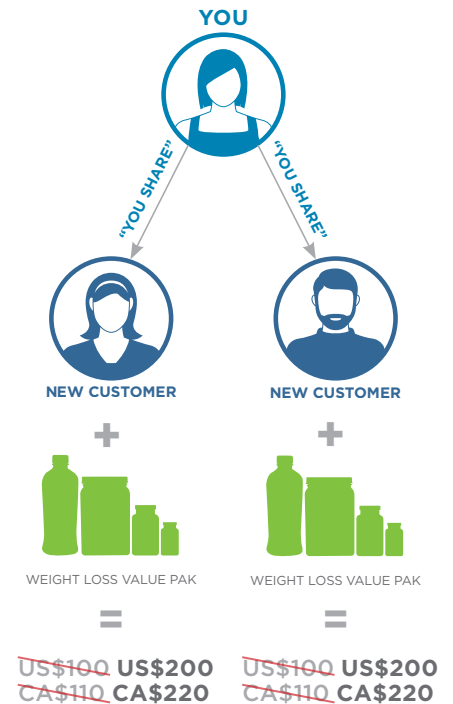 YOU
“YOU SHARE”
“YOU SHARE”
NEW CUSTOMER
NEW CUSTOMER
+
+
WEIGHT LOSS VALUE PAK
WEIGHT LOSS VALUE PAK
=
=
US$100 US$200
CA$110 CA$220
US$100 US$200
CA$110 CA$220